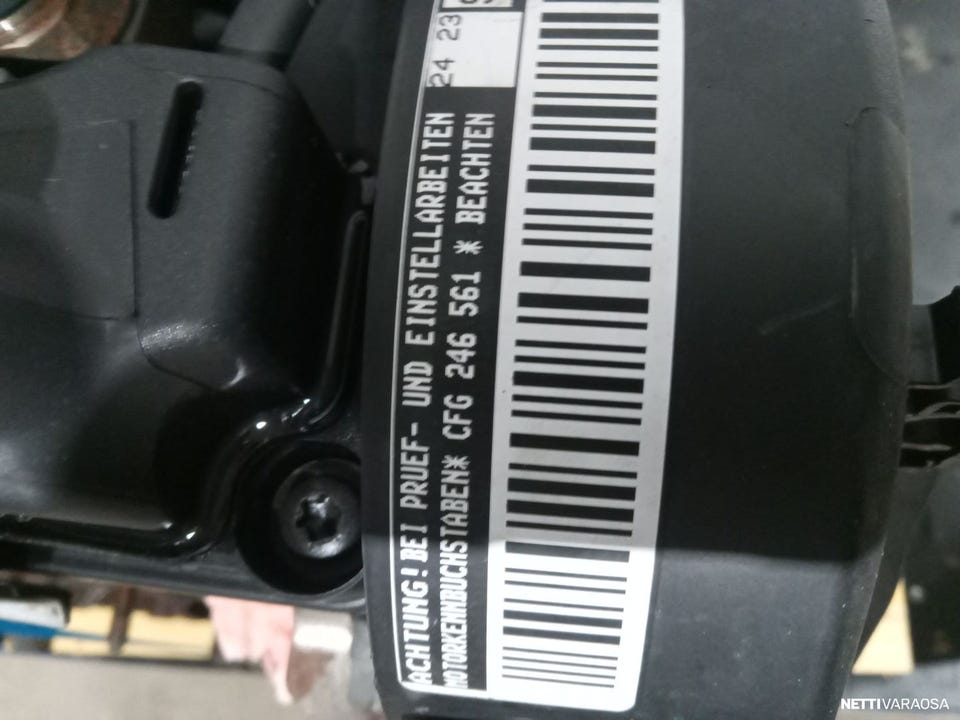 24 23
ACHTUNG! BEI PRUEF- UND EINSTELLARBEITEN
MOTORKENNBUCHSTABEN* CFG 246 561 * BEACHTEN
NETTIVARAOSA